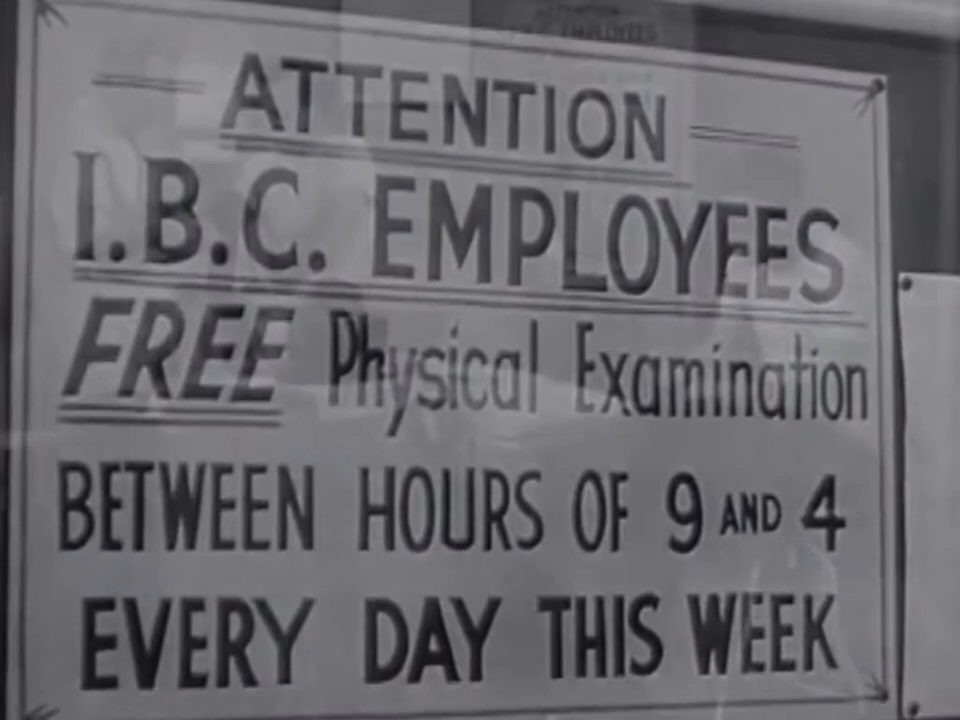 ATTENTION
I.B.C. EMPLOYEES
FREE Physical Examination
BETWEEN HOURS OF 9 AND 4
EVERY DAY THIS WEEK